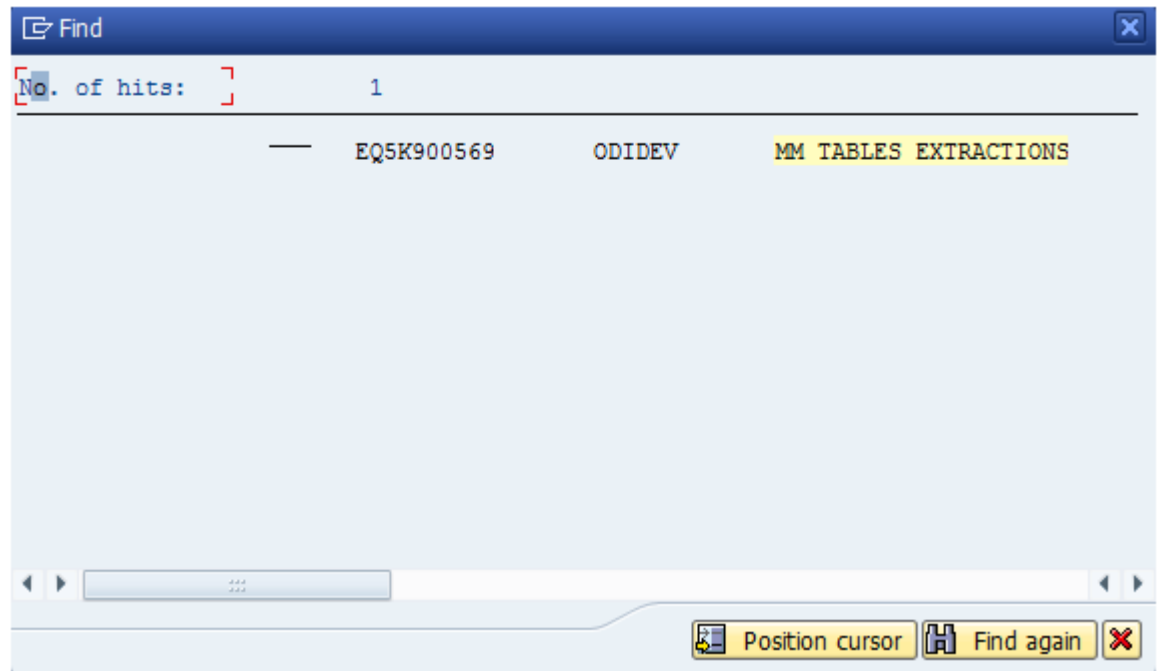 Find
No. of hits: 1
EQ5K900569 ODIDEV MM TABLES EXTRACTIONS
Position cursor Find again